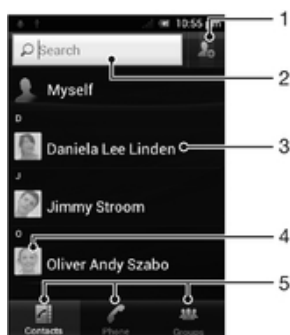 10:55 pm
1
Search
2
Myself
D
Daniela Lee Linden
3
J
Jimmy Stroom
O
4
Oliver Andy Szabo
5
Contacts
Phone
Groups